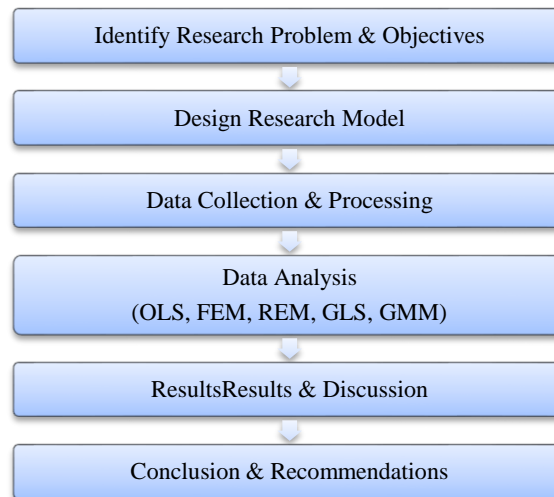 Identify Research Problem & Objectives
Design Research Model
Data Collection & Processing
Data Analysis
(OLS, FEM, REM, GLS, GMM)
ResultsResults & Discussion
Conclusion & Recommendations